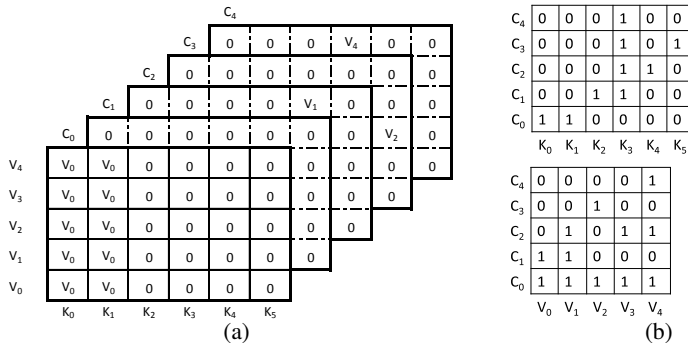 C₄
C₃ 0 0 0 V₄ 0 0
C₂ 0 0 0 0 0 0 0
C₁ 0 0 0 0 V₁ 0 0 0
C₀ 0 0 0 0 0 0 0 V₂ 0
V₄ V₀ V₀ 0 0 0 0 0 0 0 0
V₃ V₀ V₀ 0 0 0 0 0 0 0
V₂ V₀ V₀ 0 0 0 0 0 0
V₁ V₀ V₀ 0 0 0 0 0
V₀ V₀ V₀ 0 0 0 0
K₀ K₁ K₂ K₃ K₄ K₅
(a)
C₄ 0 0 0 1 0 0
C₃ 0 0 0 1 0 1
C₂ 0 0 0 1 1 0
C₁ 0 0 1 1 0 0
C₀ 1 1 0 0 0 0
K₀ K₁ K₂ K₃ K₄ K₅
C₄ 0 0 0 0 1
C₃ 0 0 1 0 0
C₂ 0 1 0 1 1
C₁ 1 1 0 0 0
C₀ 1 1 1 1 1
V₀ V₁ V₂ V₃ V₄
(b)